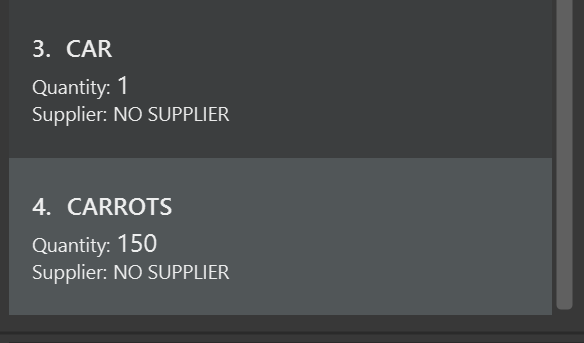 3. CAR
Quantity: 1
Supplier: NO SUPPLIER
4. CARROTS
Quantity: 150
Supplier: NO SUPPLIER